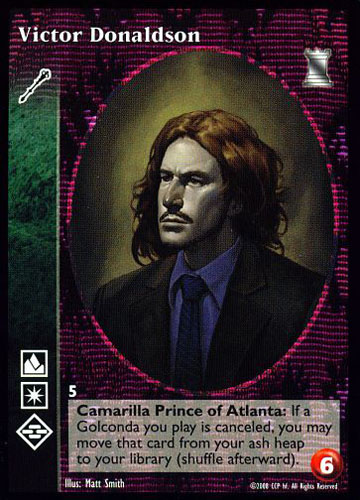 Victor Donaldson
5
Camarilla Prince of Atlanta: If a
Golconda you play is canceled, you may
move that card from your ash heap
to your library (shuffle afterward).
6
Illus: Matt Smith
©2008 CCP hf. All Rights Reserved.